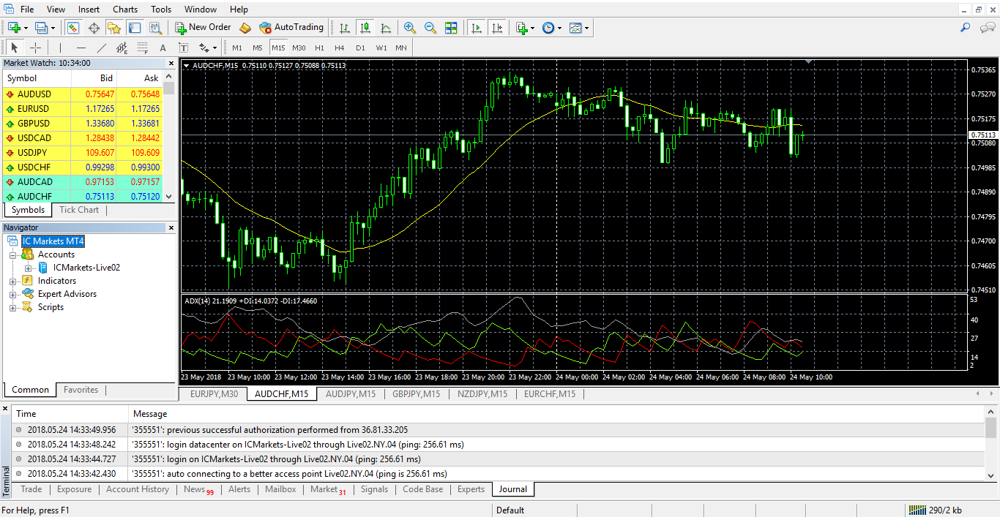 File View Insert Charts Tools Window Help
New Order AutoTrading
A T M1 M5 M15 M30 H1 H4 D1 W1 MN
Market Watch: 10:34:00
Symbol Bid Ask
AUDUSD 0.75647 0.75648
EURUSD 1.17265 1.17265
GBPUSD 1.33680 1.33681
USDCAD 1.28438 1.28442
USDJPY 109.607 109.609
USDCHF 0.99298 0.99300
AUDCAD 0.97153 0.97157
AUDCHF 0.75113 0.75120
Symbols Tick Chart
Navigator
IC Markets MT4
Accounts
ICMarkets-Live02
Indicators
Expert Advisors
Scripts
Common Favorites
AUDCHF,M15 0.75110 0.75127 0.75088 0.75113
0.75365
0.75270
0.75175
0.75113
0.75080
0.74985
0.74890
0.74795
0.74700
0.74605
0.74510
ADX(14) 21.1909 +DI:14.0372 -DI:17.4660
53
40
27
14
2
23 May 2018 23 May 10:00 23 May 12:00 23 May 14:00 23 May 16:00 23 May 18:00 23 May 20:00 23 May 22:00 24 May 00:00 24 May 02:00 24 May 04:00 24 May 06:00 24 May 08:00 24 May 10:00
EURJPY,M30 AUDCHF,M15 AUDJPY,M15 GBPJPY,M15 NZDJPY,M15 EURCHF,M15
Time Message
2018.05.24 14:33:49.956 '355551': previous successful authorization performed from 36.81.33.205
2018.05.24 14:33:48.242 '355551': login datacenter on ICMarkets-Live02 through Live02.NY.04 (ping: 256.61 ms)
2018.05.24 14:33:44.727 '355551': login on ICMarkets-Live02 through Live02.NY.04 (ping: 256.61 ms)
2018.05.24 14:33:42.430 '355551': auto connecting to a better access point Live02.NY.04 (ping is 256.61 ms)
Terminal
Trade Exposure Account History News 99 Alerts Mailbox Market 31 Signals Code Base Experts Journal
For Help, press F1 Default 290/2 kb